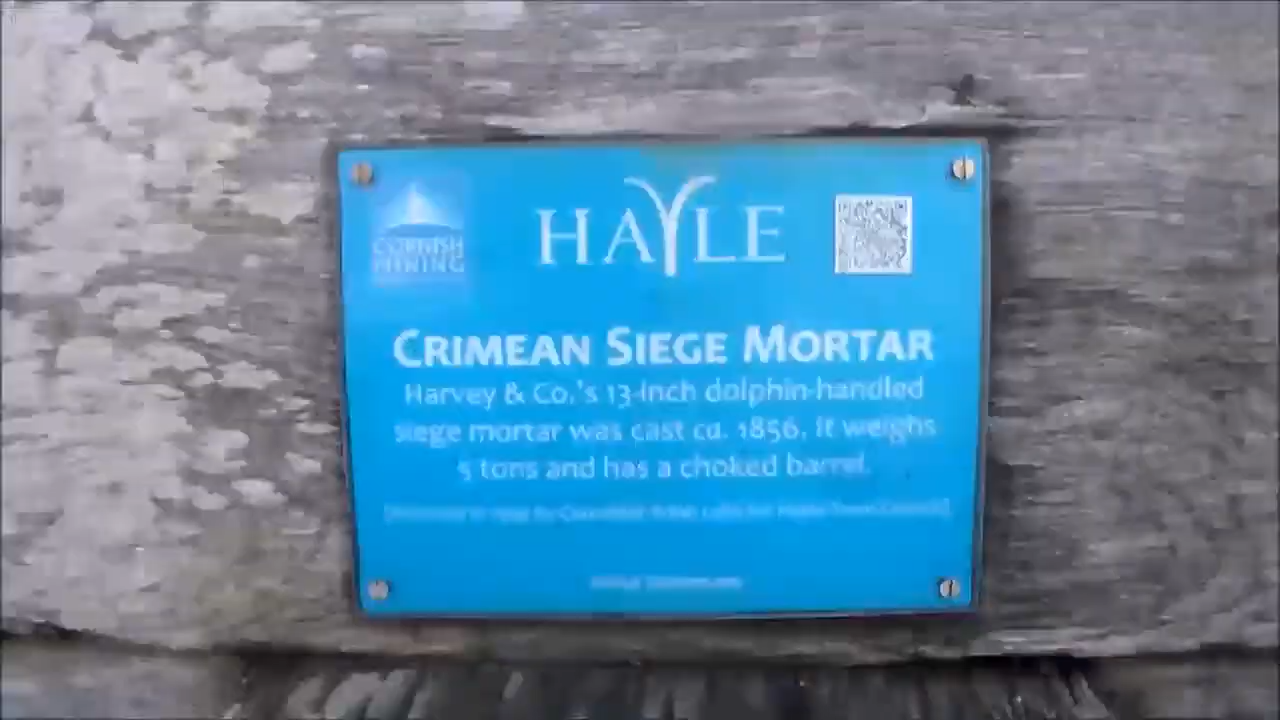 CORNISH
MINING
HAYLE
CRIMEAN SIEGE MORTAR
Harvey & Co.'s 13-inch dolphin-handled
siege mortar was cast ca. 1856. It weighs
5 tons and has a choked barrel.